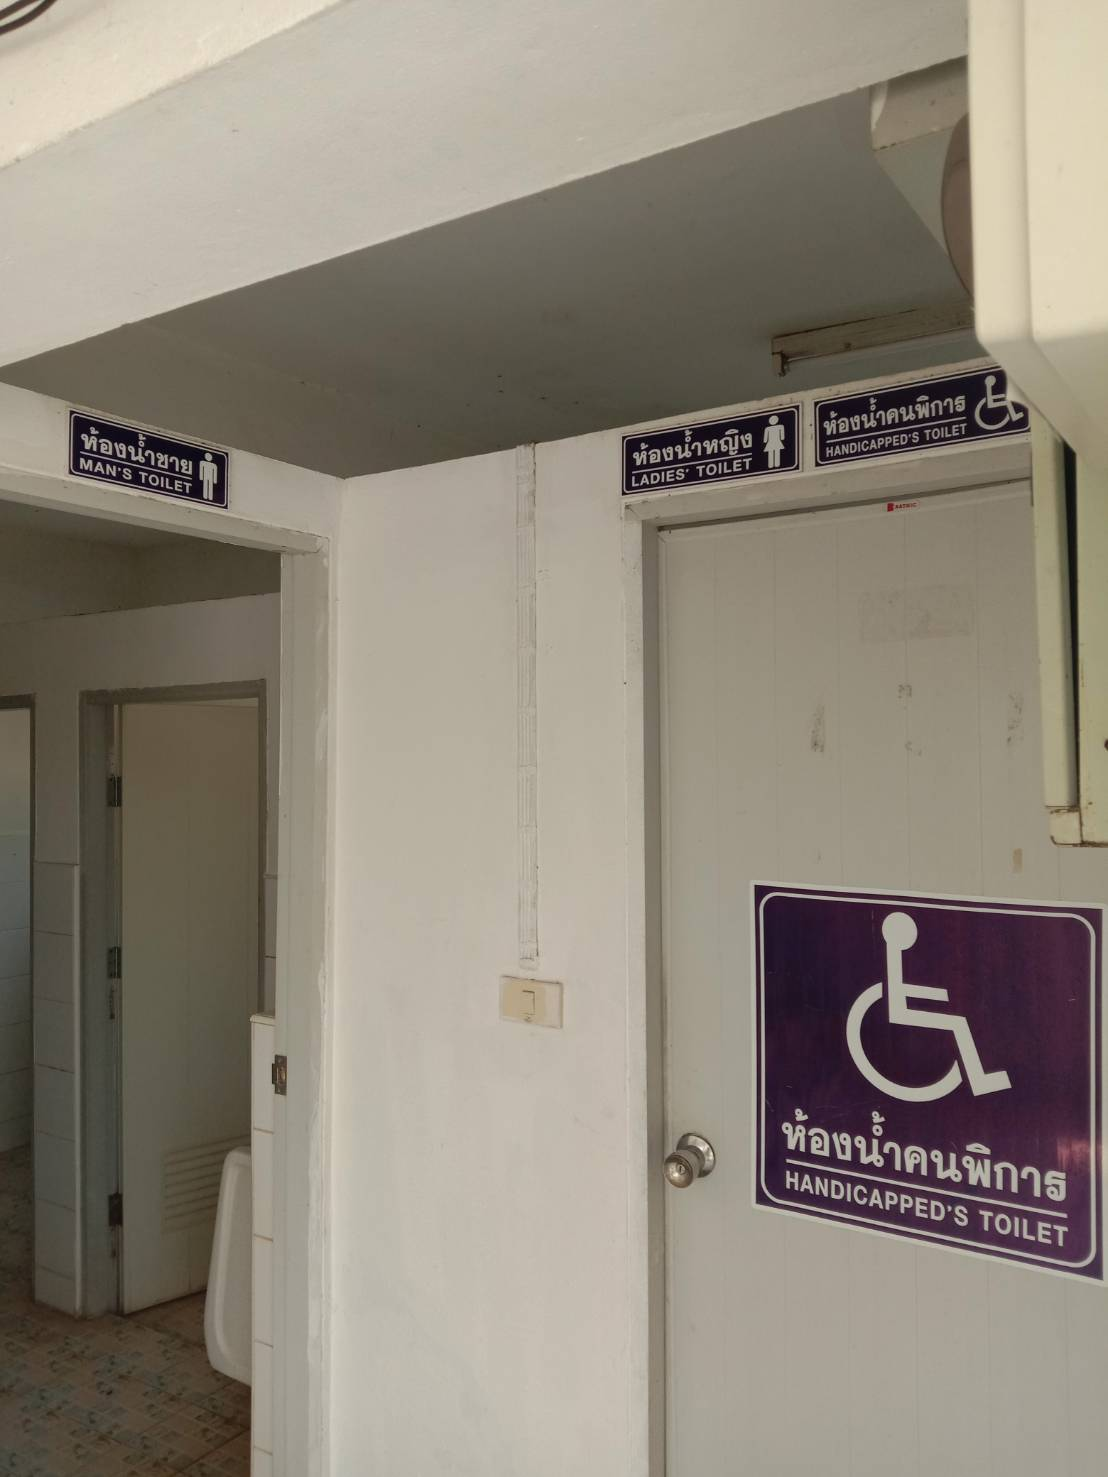 ห้องน้ำชาย
MAN'S TOILET
ห้องน้ำหญิง
LADIES' TOILET
ห้องน้ำคนพิการ
HANDICAPPED'S TOILET
BATHIC
ห้องน้ำคนพิการ
HANDICAPPED'S TOILET